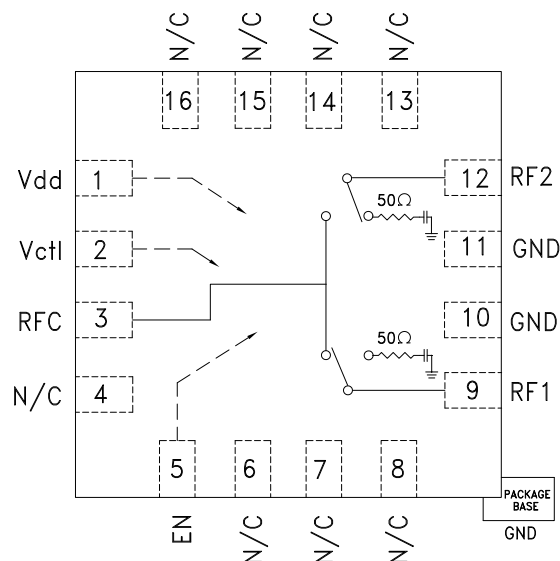 N/C N/C N/C N/C
16 15 14 13
Vdd 1
12 RF2
50Ω
Vctl 2
11 GND
RFC 3
10 GND
50Ω
N/C 4
9 RF1
5 6 7 8
EN N/C N/C N/C
PACKAGE
BASE
GND